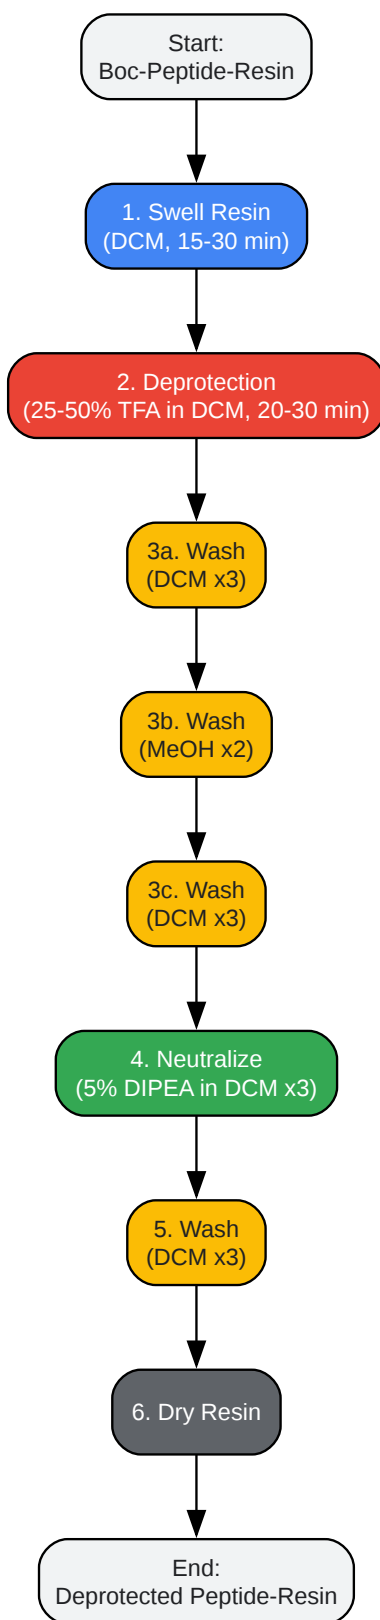 Start:
Boc-Peptide-Resin
1. Swell Resin
(DCM, 15-30 min)
2. Deprotection
(25-50% TFA in DCM, 20-30 min)
3a. Wash
(DCM x3)
3b. Wash
(MeOH x2)
3c. Wash
(DCM x3)
4. Neutralize
(5% DIPEA in DCM x3)
5. Wash
(DCM x3)
6. Dry Resin
End:
Deprotected Peptide-Resin